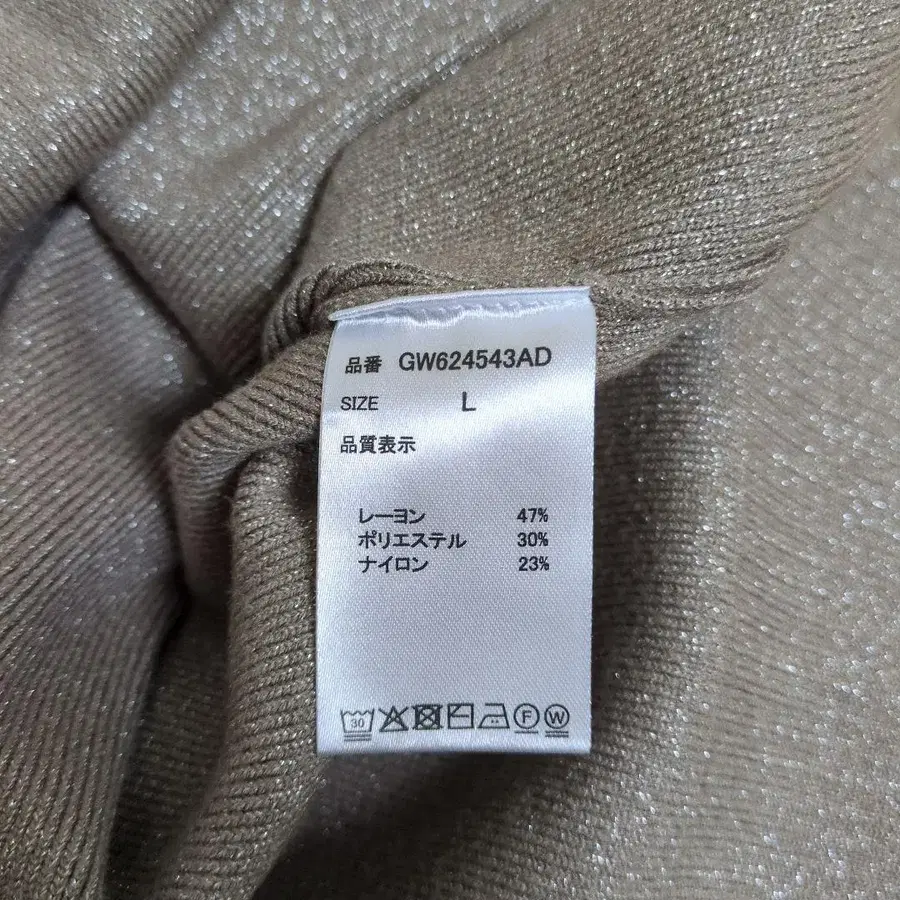 品番 GW624543AD
SIZE L
品質表示
レーヨン 47%
ポリエステル 30%
ナイロン 23%
30 F W